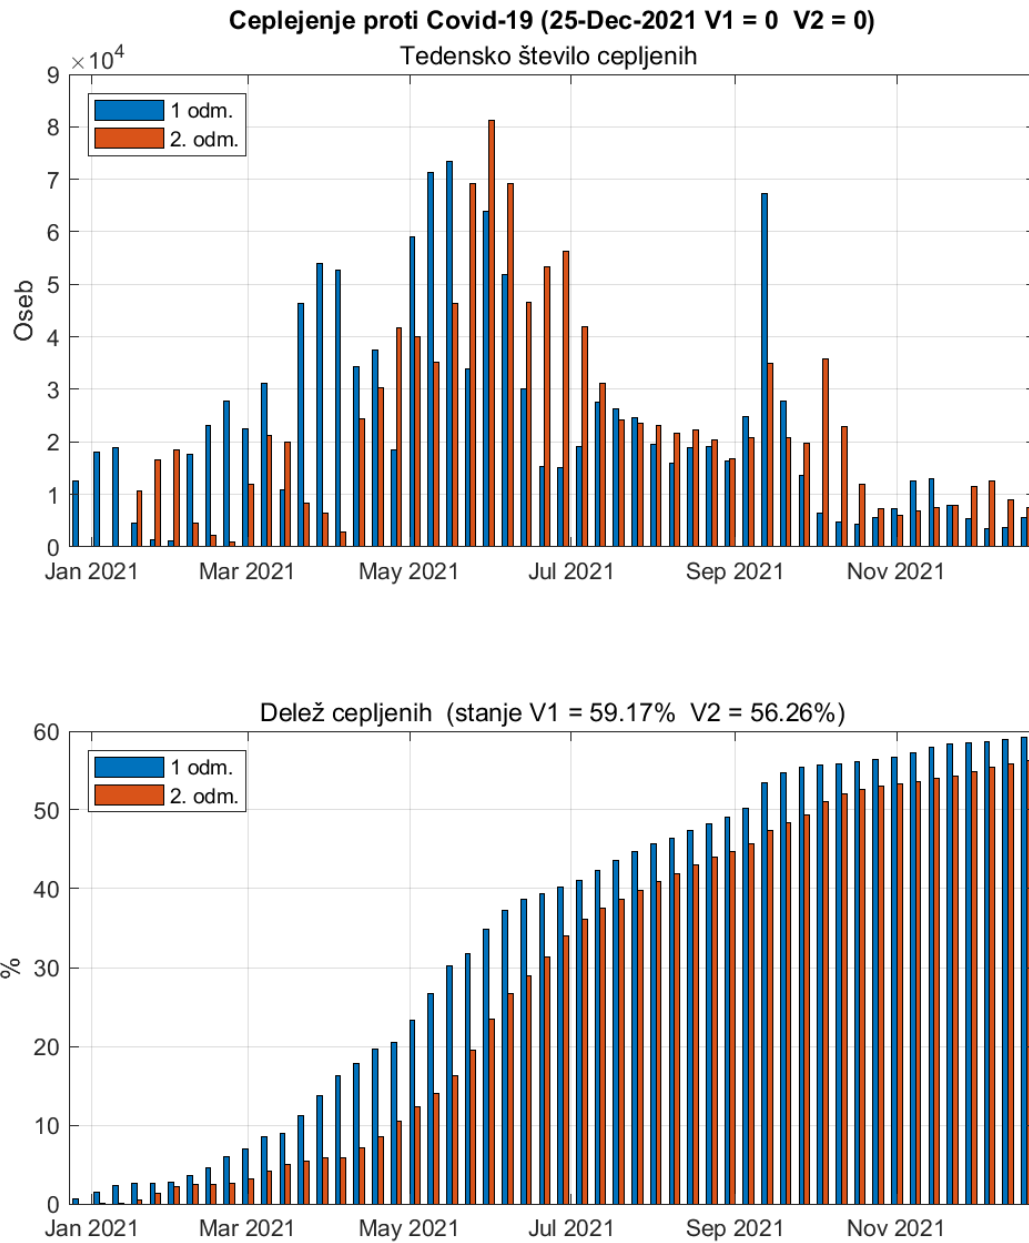 Ceplejenje proti Covid-19 (25-Dec-2021 V1 = 0 V2 = 0)
Tedensko število cepljenih
×10⁴
9
8
7
6
5
4
3
2
1
0
Oseb
1 odm.
2. odm.
Jan 2021 Mar 2021 May 2021 Jul 2021 Sep 2021 Nov 2021
Delež cepljenih (stanje V1 = 59.17% V2 = 56.26%)
60
50
40
30
20
10
0
%
1 odm.
2. odm.
Jan 2021 Mar 2021 May 2021 Jul 2021 Sep 2021 Nov 2021